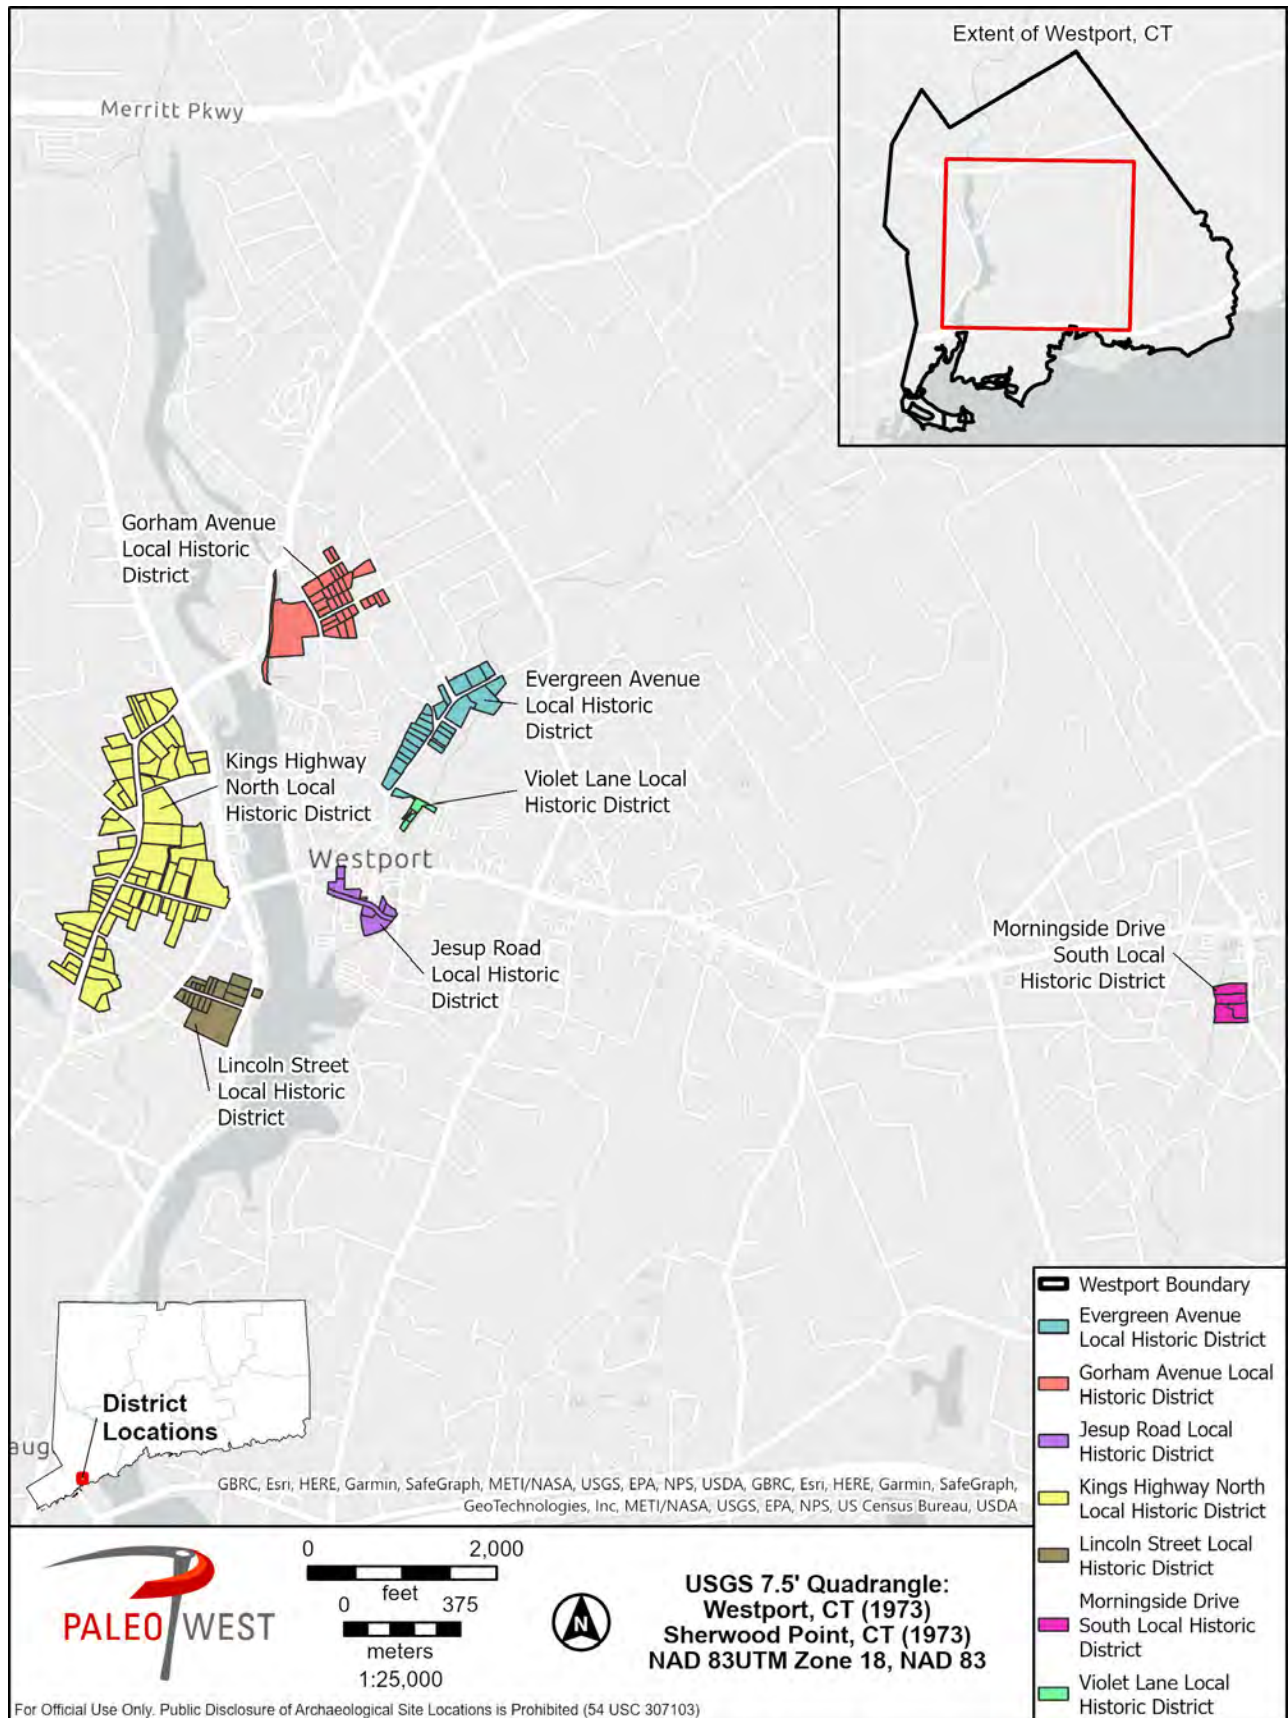 Extent of Westport, CT
Merritt Pkwy
Gorham Avenue
Local Historic
District
Evergreen Avenue
Local Historic
District
Kings Highway
North Local
Historic District
Violet Lane Local
Historic District
Westport
Jesup Road
Local Historic
District
Morningside Drive
South Local
Historic District
Lincoln Street
Local Historic
District
District
Locations
aug
GBRC, Esri, HERE, Garmin, SafeGraph, METI/NASA, USGS, EPA, NPS, USDA, GBRC, Esri, HERE, Garmin, SafeGraph,
GeoTechnologies, Inc, METI/NASA, USGS, EPA, NPS, US Census Bureau, USDA
Westport Boundary
Evergreen Avenue
Local Historic District
Gorham Avenue Local
Historic District
Jesup Road Local
Historic District
Kings Highway North
Local Historic District
Lincoln Street Local
Historic District
Morningside Drive
South Local Historic
District
Violet Lane Local
Historic District
PALEO WEST
0 2,000
feet
0 375
meters
1:25,000
N
USGS 7.5' Quadrangle:
Westport, CT (1973)
Sherwood Point, CT (1973)
NAD 83UTM Zone 18, NAD 83
For Official Use Only. Public Disclosure of Archaeological Site Locations is Prohibited (54 USC 307103)